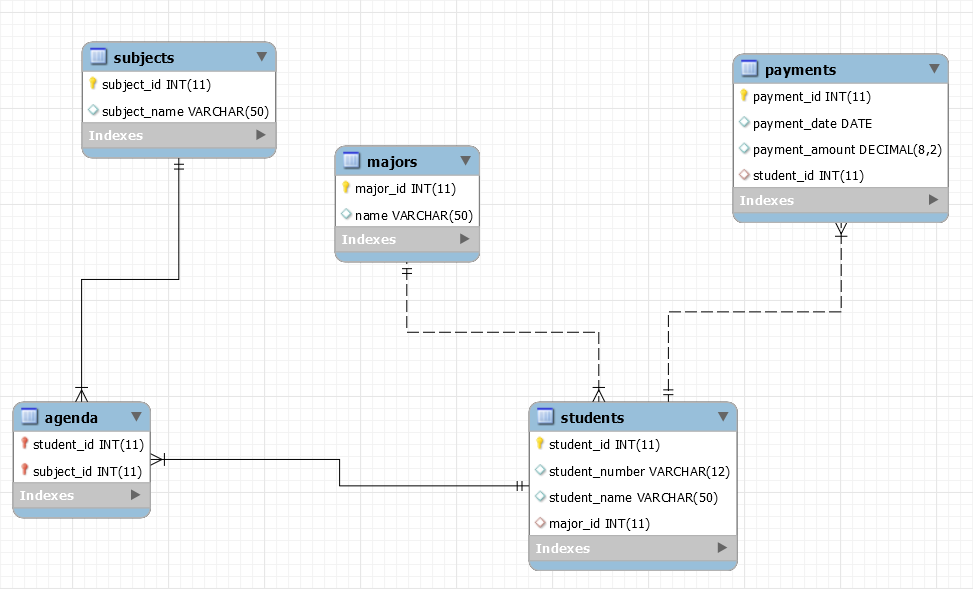 subjects
subject_id INT(11)
subject_name VARCHAR(50)
Indexes
majors
major_id INT(11)
name VARCHAR(50)
Indexes
payments
payment_id INT(11)
payment_date DATE
payment_amount DECIMAL(8,2)
student_id INT(11)
Indexes
agenda
student_id INT(11)
subject_id INT(11)
Indexes
students
student_id INT(11)
student_number VARCHAR(12)
student_name VARCHAR(50)
major_id INT(11)
Indexes